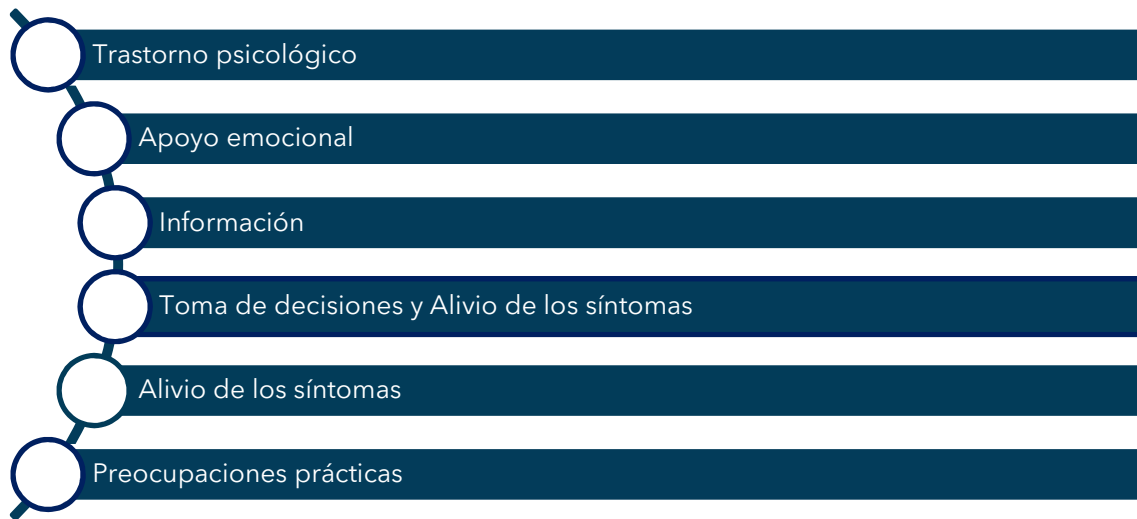 Trastorno psicológico
Apoyo emocional
Información
Toma de decisiones y Alivio de los síntomas
Alivio de los síntomas
Preocupaciones prácticas